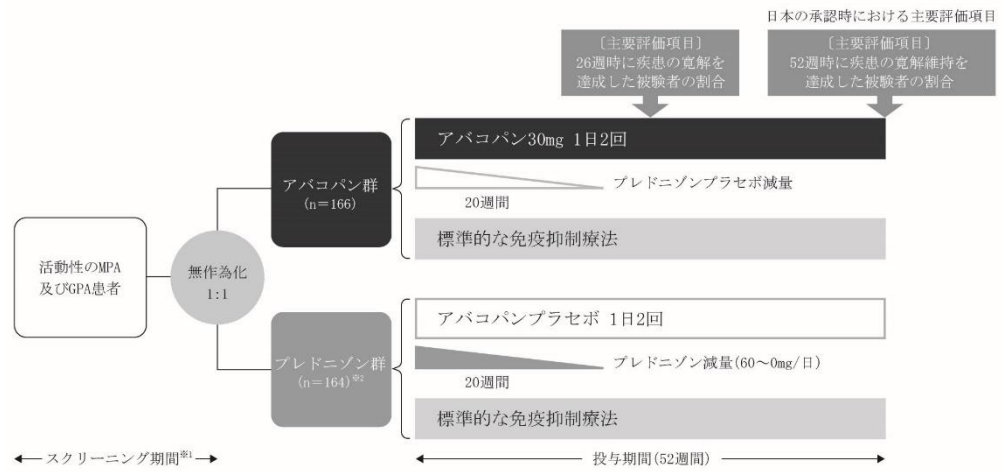 日本の承認時における主要評価項目
〔主要評価項目〕
26週時に疾患の寛解を
達成した被験者の割合
〔主要評価項目〕
52週時に疾患の寛解維持を
達成した被験者の割合
活動性のMPA
及びGPA患者
無作為化
1:1
アバコパン群
(n=166)
アバコパン30mg 1日2回
プレドニゾンプラセボ減量
20週間
標準的な免疫抑制療法
プレドニゾン群
(n=164)※2
アバコパンプラセボ 1日2回
プレドニゾン減量(60～0mg/日)
20週間
標準的な免疫抑制療法
スクリーニング期間※1
投与期間(52週間)